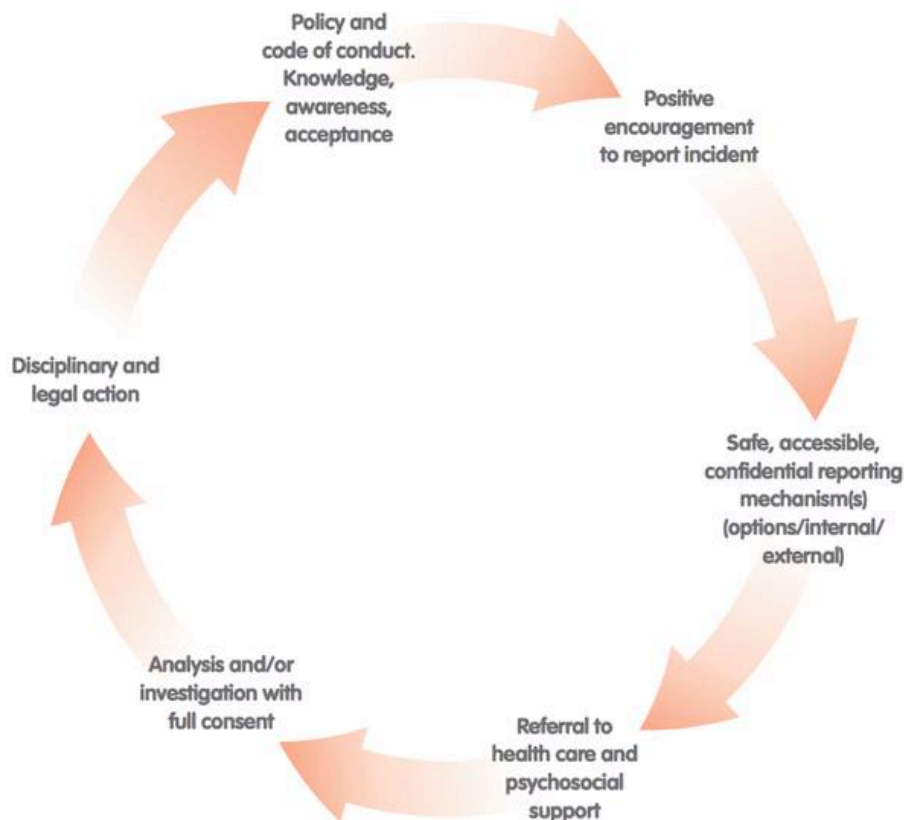 Policy and
code of conduct.
Knowledge,
awareness,
acceptance
Positive
encouragement
to report incident
Safe, accessible,
confidential reporting
mechanism(s)
(options/internal/
external)
Referral to
health care and
psychosocial
support
Analysis and/or
investigation with
full consent
Disciplinary and
legal action